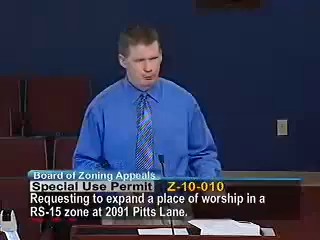 Board of Zoning Appeals
Special Use Permit Z-10-010
Requesting to expand a place of worship in a
RS-15 zone at 2091 Pitts Lane.